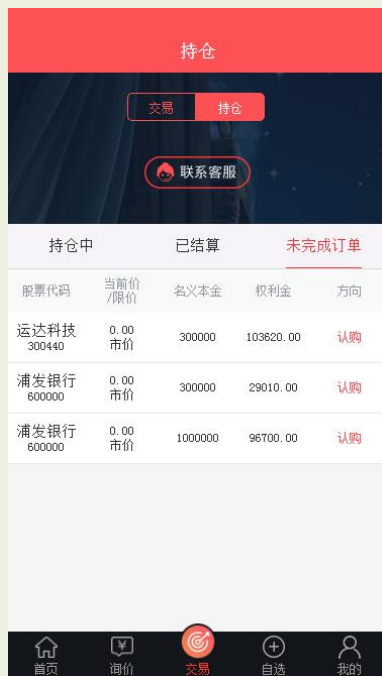 持仓
交易 持仓
联系客服
持仓中 已结算 未完成订单
股票代码 当前价 名义本金 权利金 方向
/限价
运达科技 0.00 300000 103620.00 认购
300440 市价
浦发银行 0.00 300000 29010.00 认购
600000 市价
浦发银行 0.00 1000000 96700.00 认购
600000 市价
首页 询价 交易 自选 我的